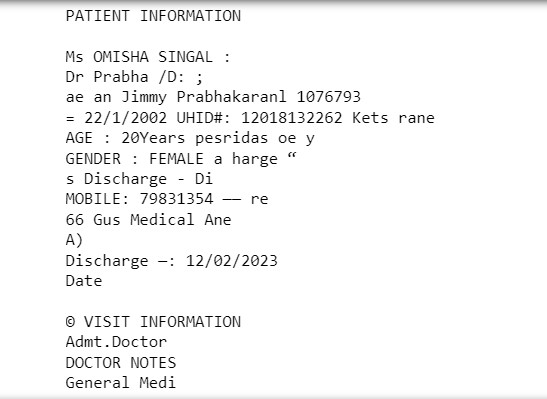 PATIENT INFORMATION
Ms OMISHA SINGAL :
Dr Prabha /D: ;
ae an Jimmy Prabhakaranl 1076793
= 22/1/2002 UHID#: 12018132262 Kets rane
AGE : 20Years pesridas oe y
GENDER : FEMALE a harge “
s Discharge - Di
MOBILE: 79831354 —— re
66 Gus Medical Ane
A)
Discharge —: 12/02/2023
Date
© VISIT INFORMATION
Admt.Doctor
DOCTOR NOTES
General Medi